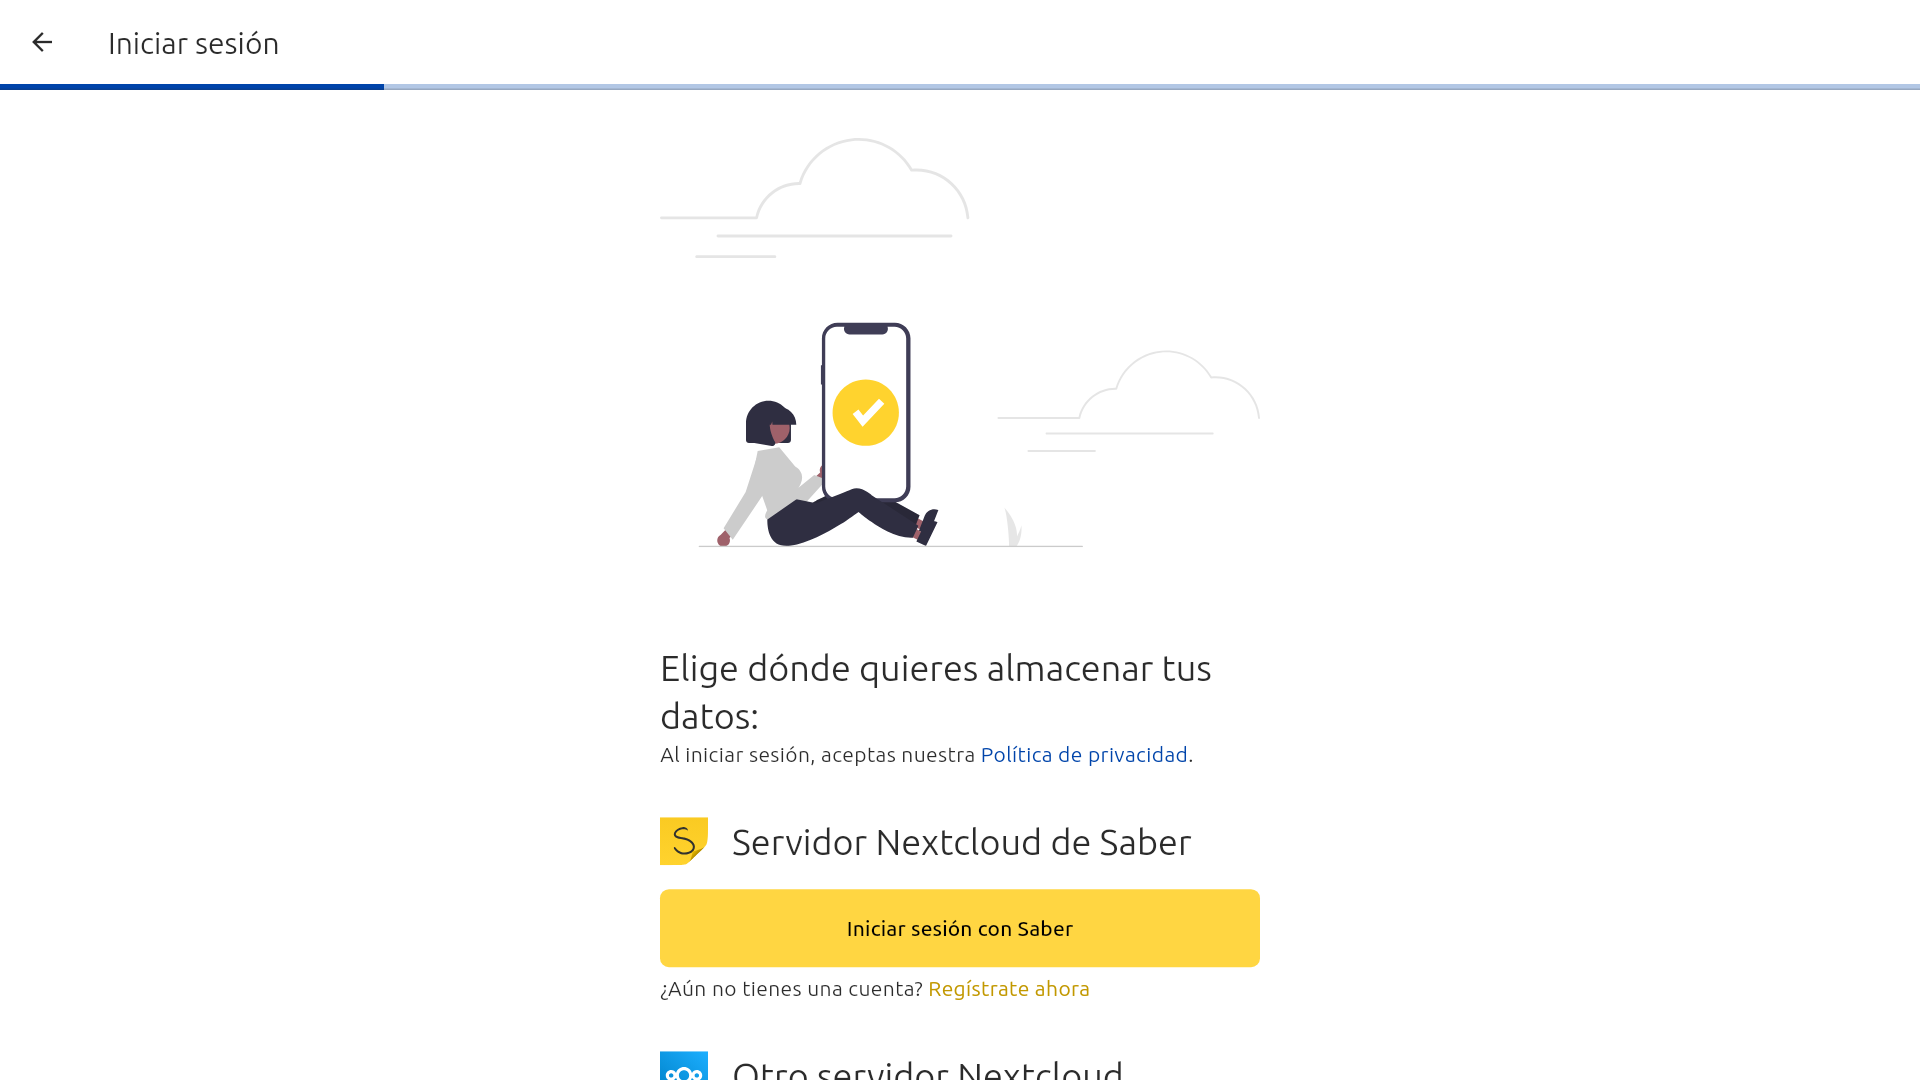 Iniciar sesión
Elige dónde quieres almacenar tus
datos:
Al iniciar sesión, aceptas nuestra Política de privacidad.
Servidor Nextcloud de Saber
Iniciar sesión con Saber
¿Aún no tienes una cuenta? Regístrate ahora
Otro servidor Nextcloud